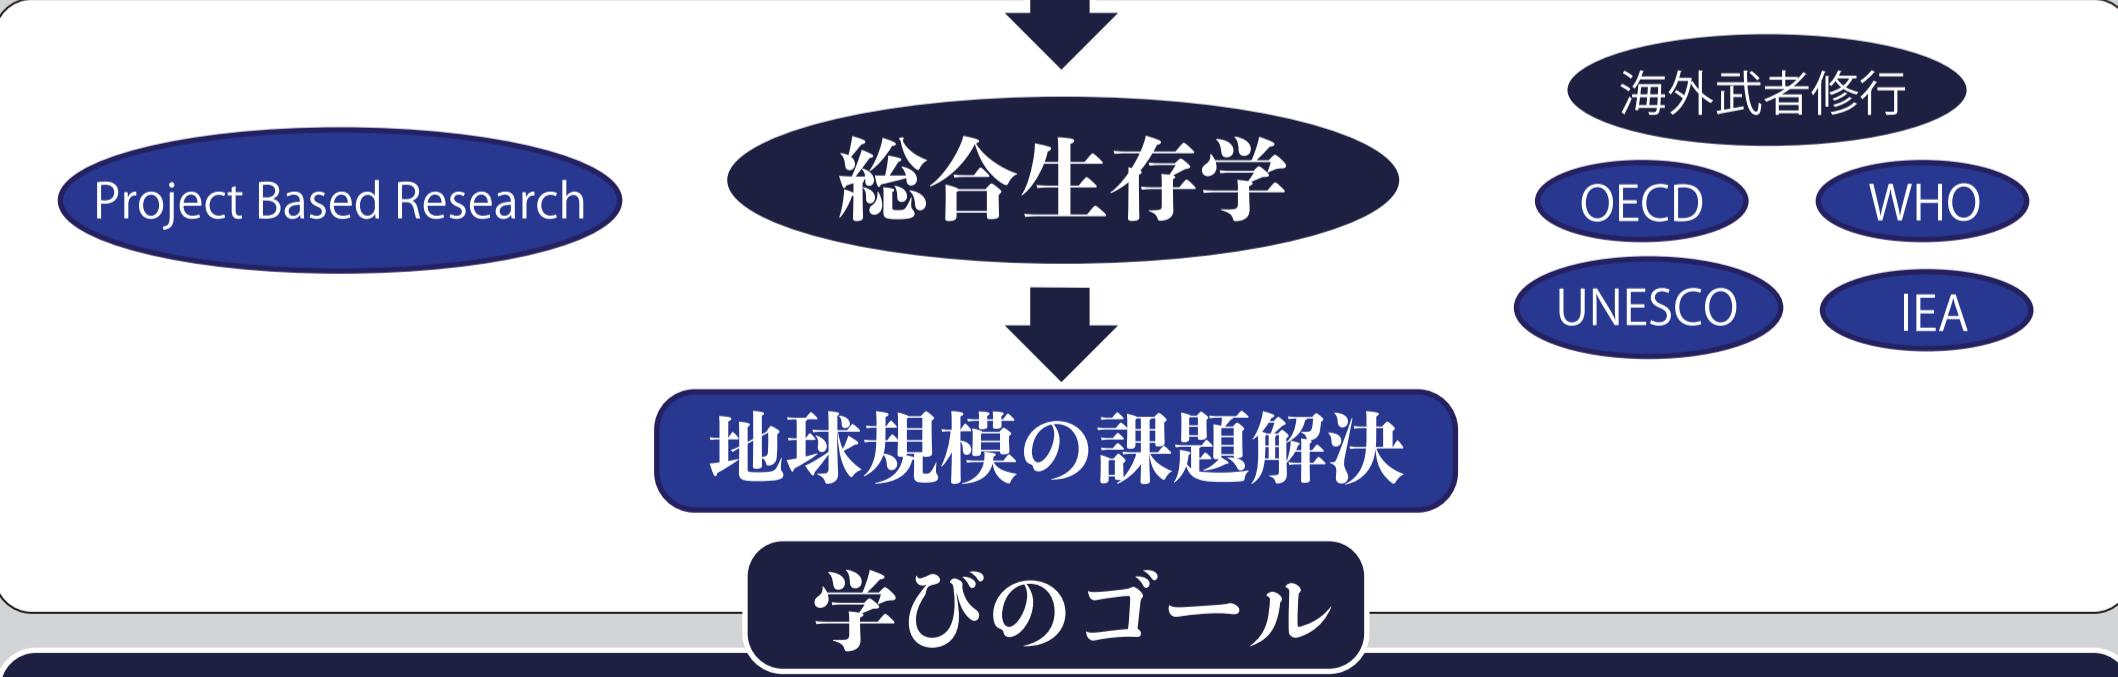 海外武者修行
Project Based Research
総合生存学
OECD
WHO
UNESCO
IEA
地球規模の課題解決
学びのゴール